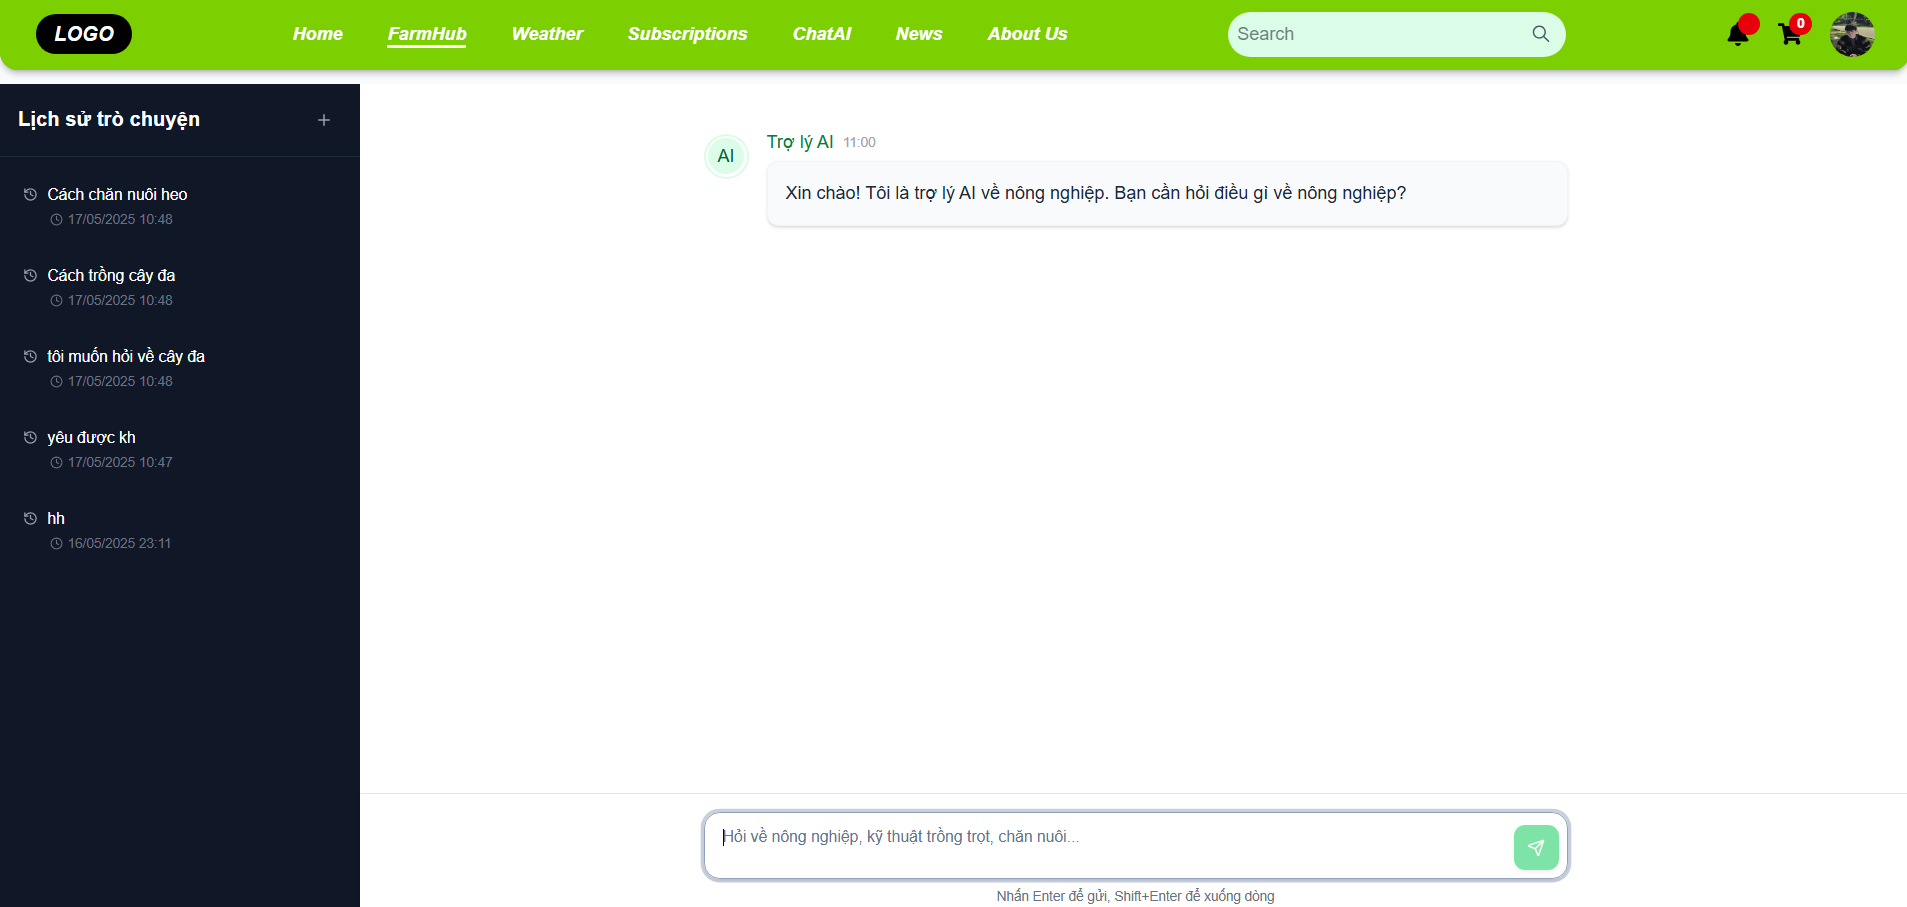 LOGO
Home FarmHub Weather Subscriptions ChatAI News About Us
Search
0
Lịch sử trò chuyện
Cách chăn nuôi heo
17/05/2025 10:48
Cách trồng cây đa
17/05/2025 10:48
tôi muốn hỏi về cây đa
17/05/2025 10:48
yêu được kh
17/05/2025 10:47
hh
16/05/2025 23:11
AI
Trợ lý AI 11:00
Xin chào! Tôi là trợ lý AI về nông nghiệp. Bạn cần hỏi điều gì về nông nghiệp?
Hỏi về nông nghiệp, kỹ thuật trồng trọt, chăn nuôi...
Nhấn Enter để gửi, Shift+Enter để xuống dòng